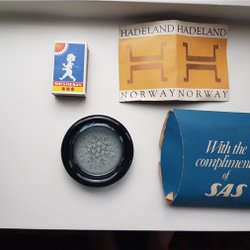 HADELAND HADELAND
NORWAY NORWAY
With the
compliments
of
SAS